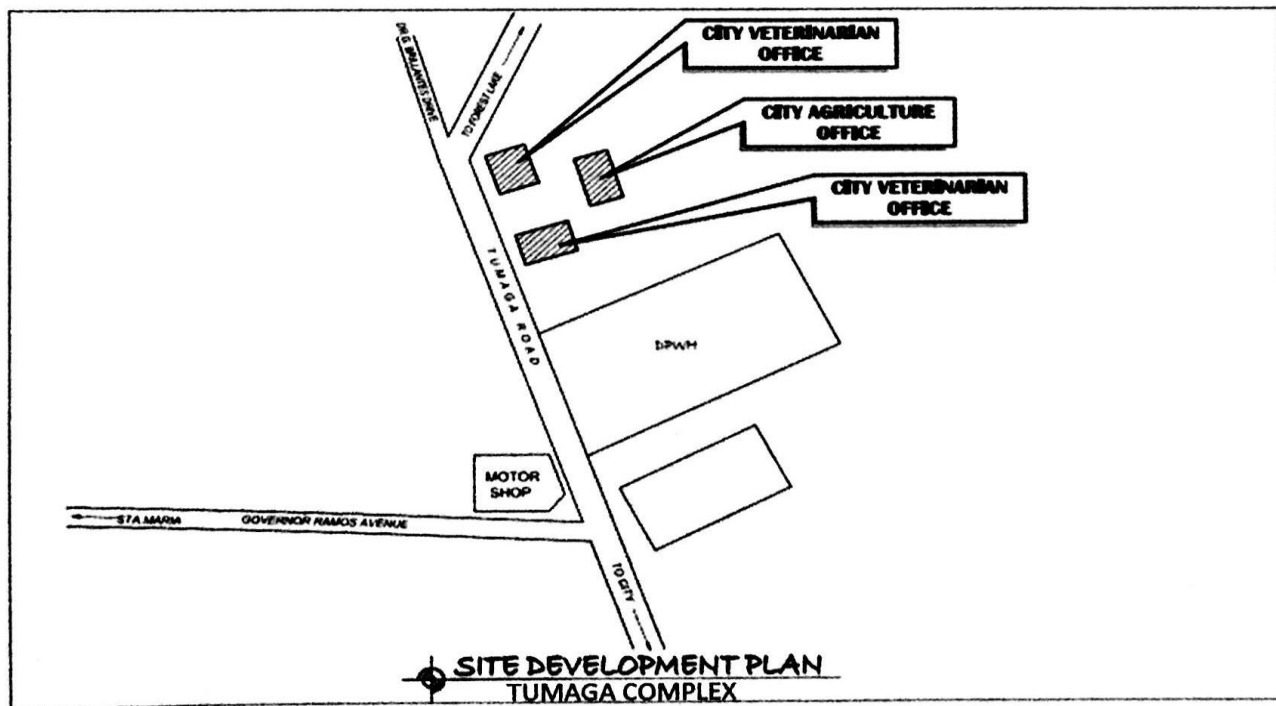 DR. G. BRILLANTES DRIVE
TO FOREST LAKE
CITY VETERINARIAN
OFFICE
CITY AGRICULTURE
OFFICE
CITY VETERINARIAN
OFFICE
TUMAGA ROAD
DPWH
MOTOR
SHOP
STA MARIA
GOVERNOR RAMOS AVENUE
TO CITY
SITE DEVELOPMENT PLAN
TUMAGA COMPLEX